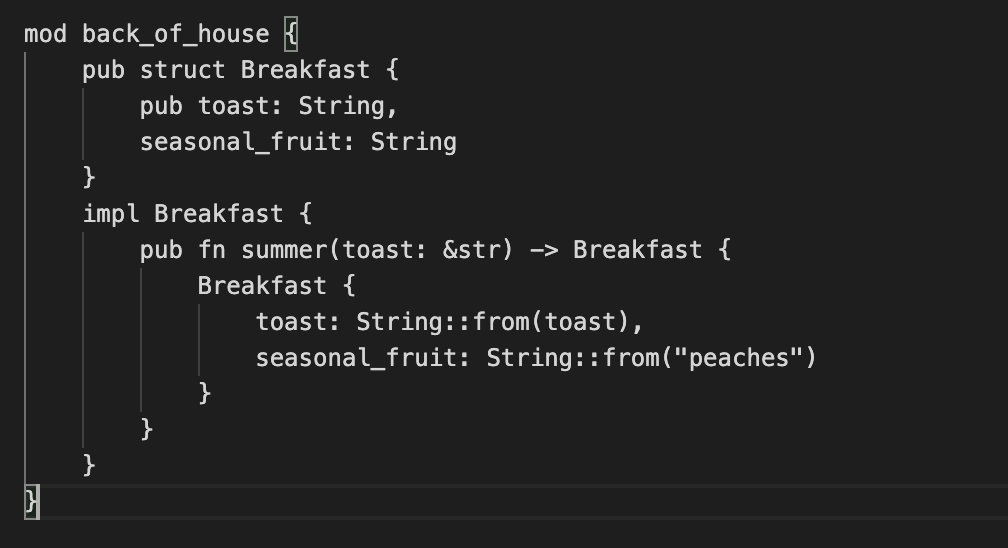 mod back_of_house {
    pub struct Breakfast {
        pub toast: String,
        seasonal_fruit: String
    }
    impl Breakfast {
        pub fn summer(toast: &str) -> Breakfast {
            Breakfast {
                toast: String::from(toast),
                seasonal_fruit: String::from("peaches")
            }
        }
    }
}